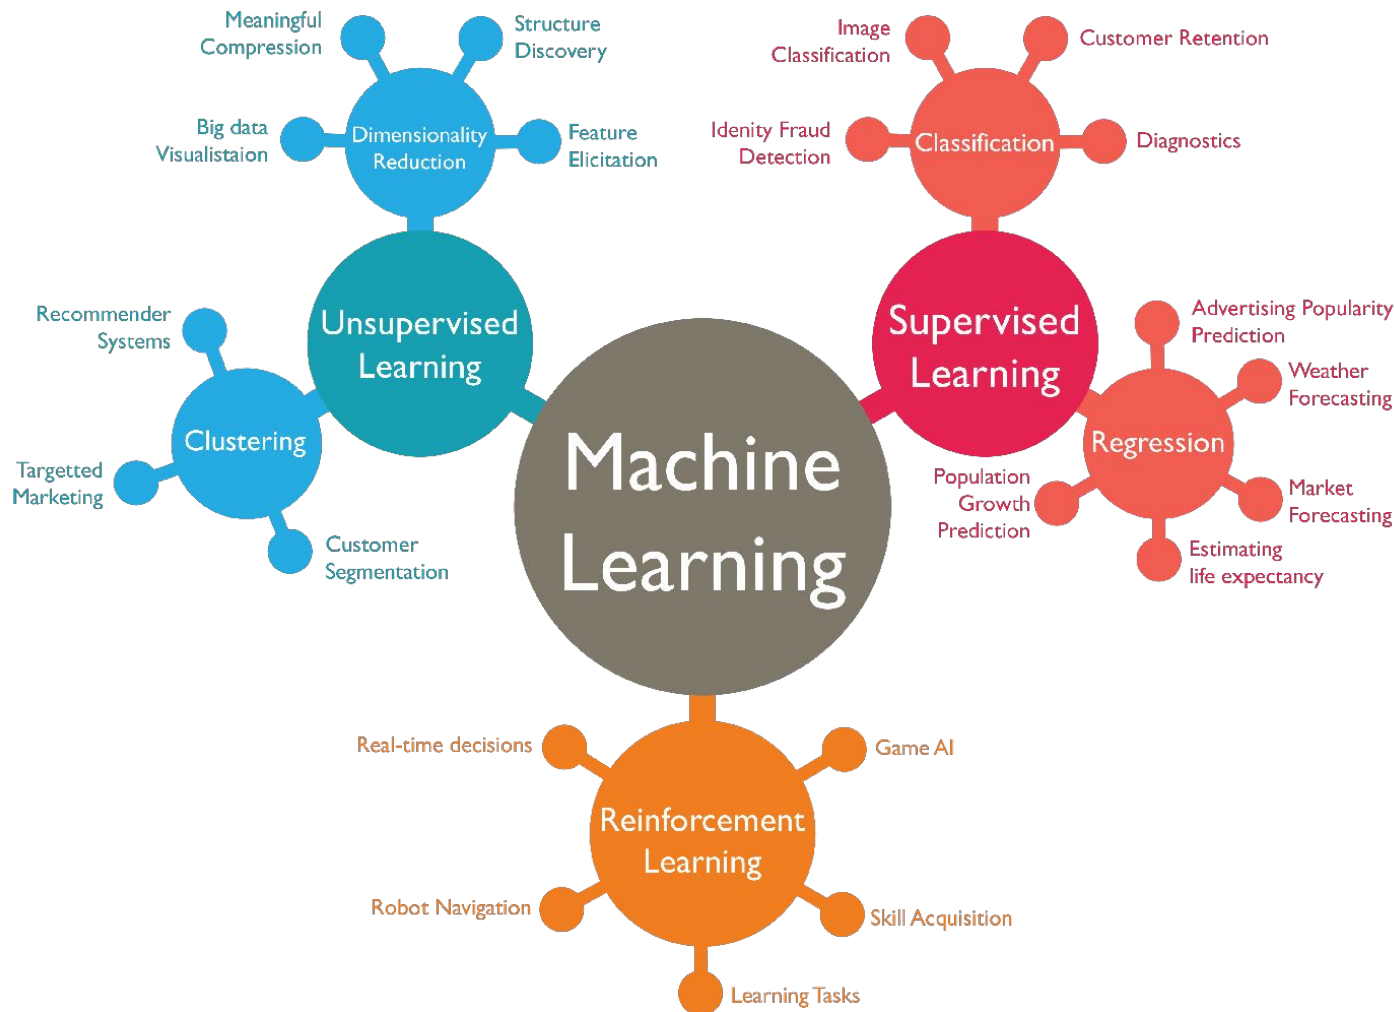 Meaningful
Compression
Structure
Discovery
Big data
Visualistaion
Dimensionality
Reduction
Feature
Elicitation
Unsupervised
Learning
Recommender
Systems
Clustering
Targetted
Marketing
Customer
Segmentation
Image
Classification
Customer Retention
Idenity Fraud
Detection
Classification
Diagnostics
Supervised
Learning
Advertising Popularity
Prediction
Weather
Forecasting
Regression
Population
Growth
Prediction
Market
Forecasting
Estimating
life expectancy
Machine
Learning
Real-time decisions
Game AI
Reinforcement
Learning
Robot Navigation
Skill Acquisition
Learning Tasks